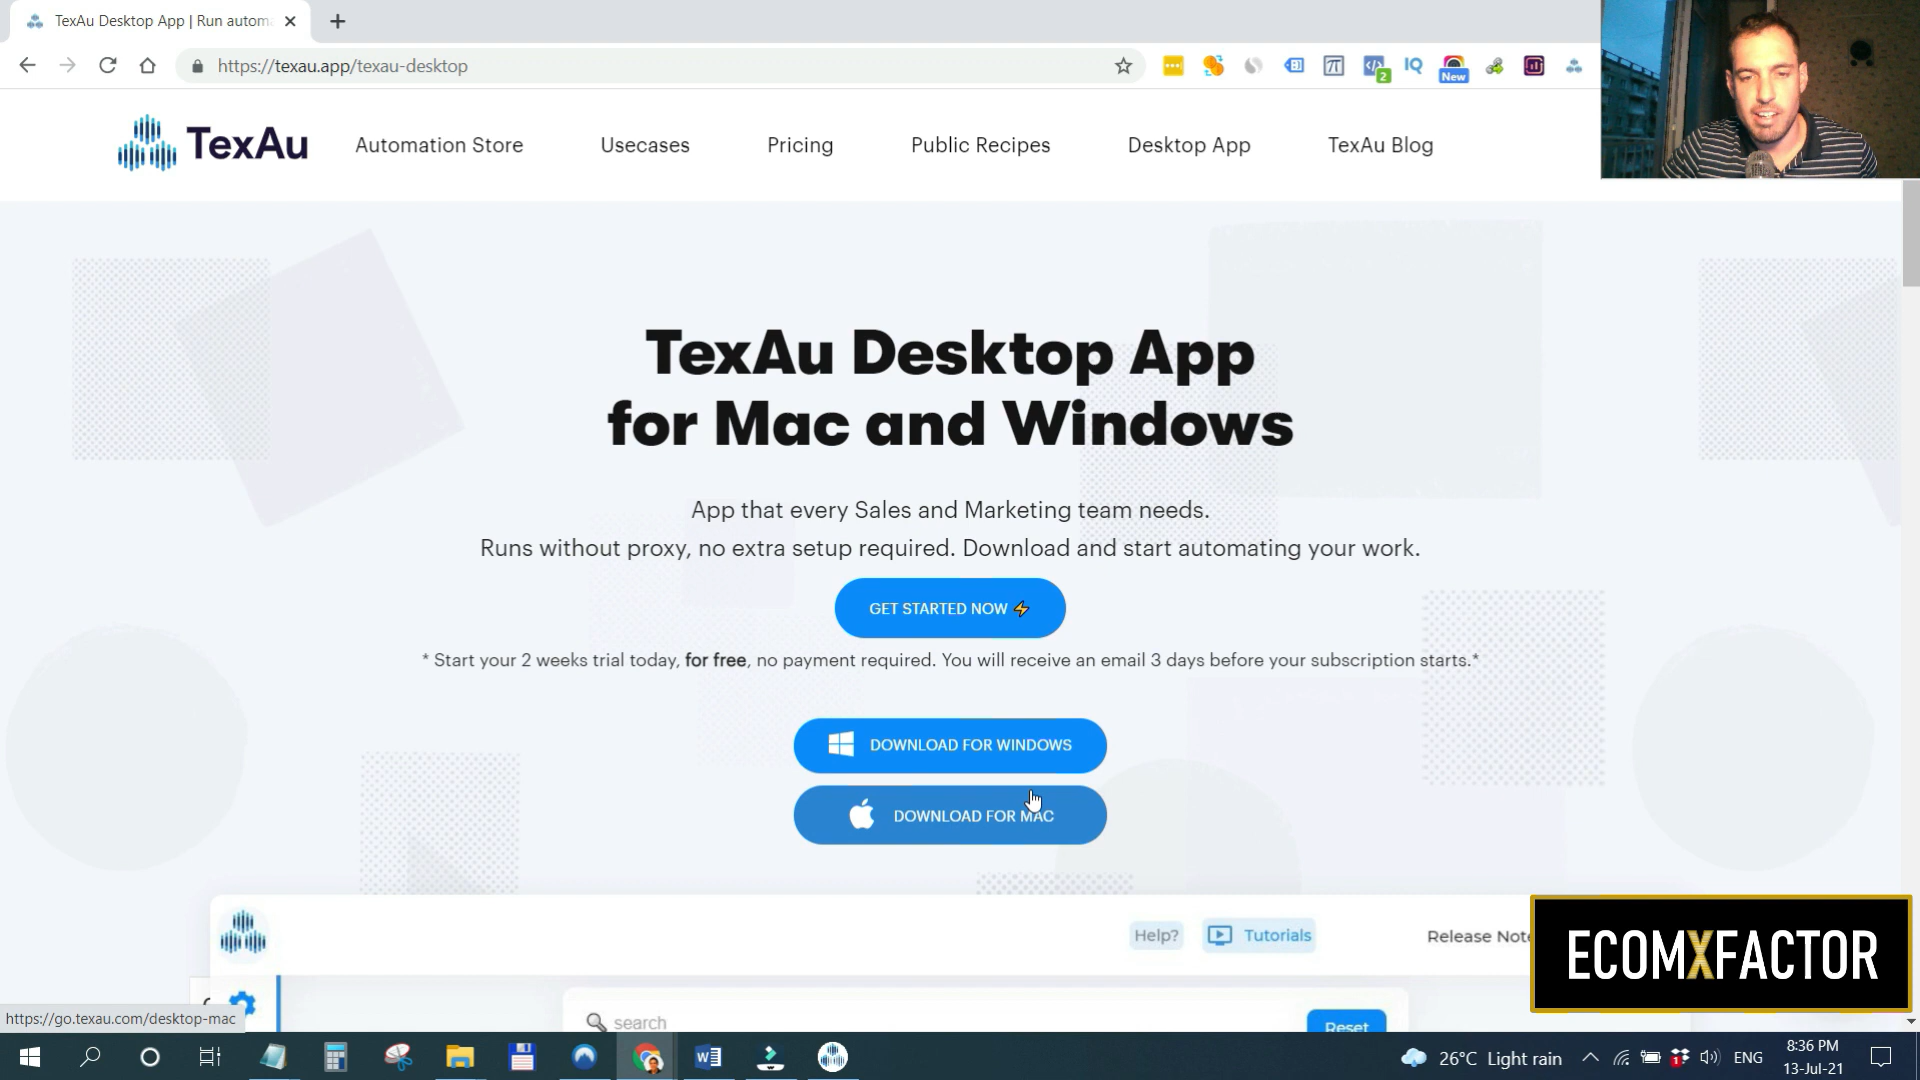 TexAu Desktop App | Run autom
https://texau.app/texau-desktop
2
IQ
New
TexAu
Automation Store
Usecases
Pricing
Public Recipes
Desktop App
TexAu Blog
TexAu Desktop App
for Mac and Windows
App that every Sales and Marketing team needs.
Runs without proxy, no extra setup required. Download and start automating your work.
GET STARTED NOW ⚡
* Start your 2 weeks trial today, for free, no payment required. You will receive an email 3 days before your subscription starts.*
DOWNLOAD FOR WINDOWS
DOWNLOAD FOR MAC
Help?
Tutorials
Release Note
ECOMXFACTOR
search
Reset
https://go.texau.com/desktop-mac
26°C Light rain
ENG
8:36 PM
13-Jul-21